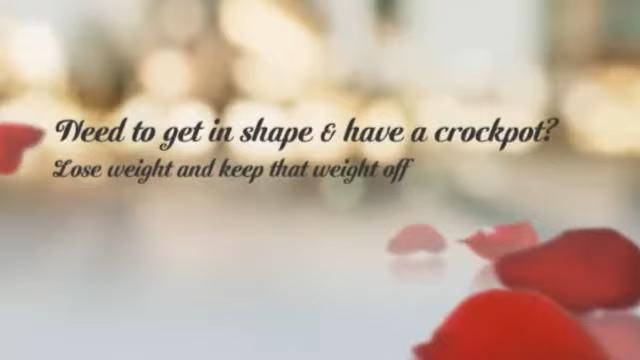 Need to get in shape & have a crockpot?
Lose weight and keep that weight off